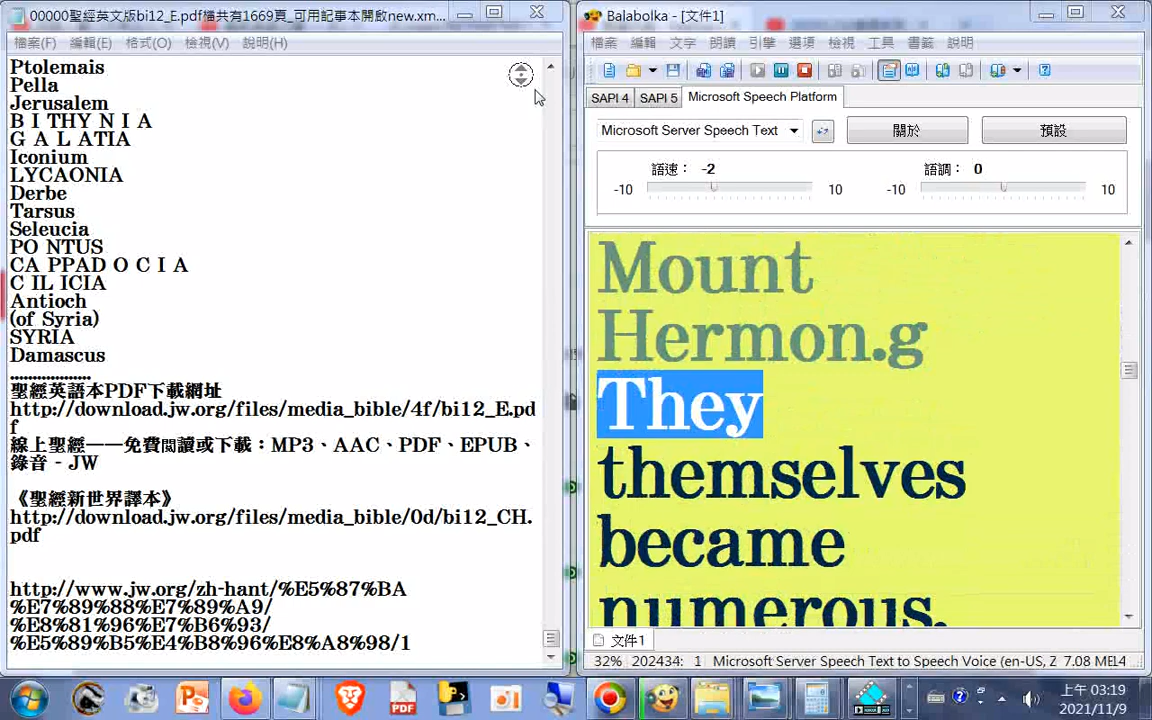 00000聖經英文版bi12_E.pdf檔共有1669頁_可用記事本開啟new.xm...
檔案(F) 編輯(E) 格式(O) 檢視(V) 說明(H)
Ptolemais
Pella
Jerusalem
B I THY N I A
G A L ATIA
Iconium
LYCAONIA
Derbe
Tarsus
Seleucia
PO NTUS
CA PPAD O C I A
C IL ICIA
Antioch
(of Syria)
SYRIA
Damascus
..................
聖經英語本PDF下載網址
http://download.jw.org/files/media_bible/4f/bi12_E.pd
f
線上聖經——免費閱讀或下載：MP3、AAC、PDF、EPUB、
錄音 - JW
《聖經新世界譯本》
http://download.jw.org/files/media_bible/0d/bi12_CH.
pdf
http://www.jw.org/zh-hant/%E5%87%BA
%E7%89%88%E7%89%A9/
%E8%81%96%E7%B6%93/
%E5%89%B5%E4%B8%96%E8%A8%98/1
Balabolka - [文件1]
檔案 編輯 文字 朗讀 引擎 選項 檢視 工具 書籤 說明
SAPI 4 SAPI 5 Microsoft Speech Platform
Microsoft Server Speech Text 關於 預設
語速： -2 語調： 0
-10 10 -10 10
Mount
Hermon.g
They
themselves
became
numerous.
文件1
32% 202434: 1 Microsoft Server Speech Text to Speech Voice (en-US, Z 7.08 ME14
上午 03:19
2021/11/9